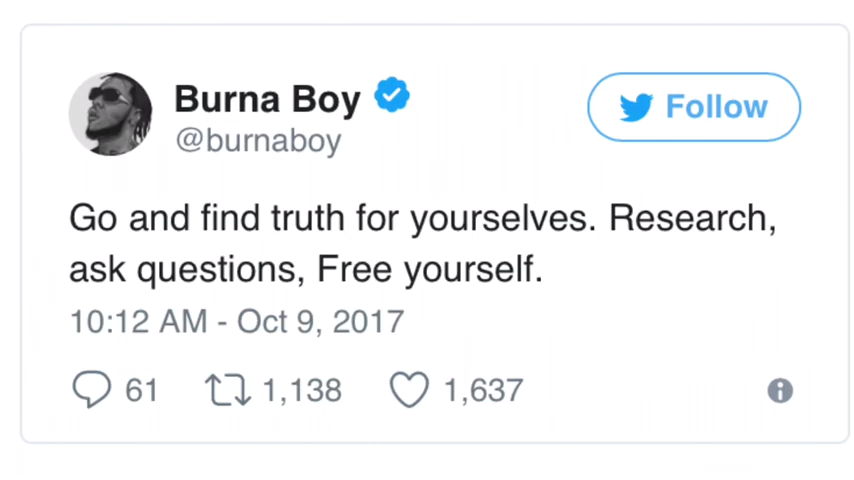 Burna Boy
@burnaboy
Follow
Go and find truth for yourselves. Research,
ask questions, Free yourself.
10:12 AM - Oct 9, 2017
61 1,138 1,637